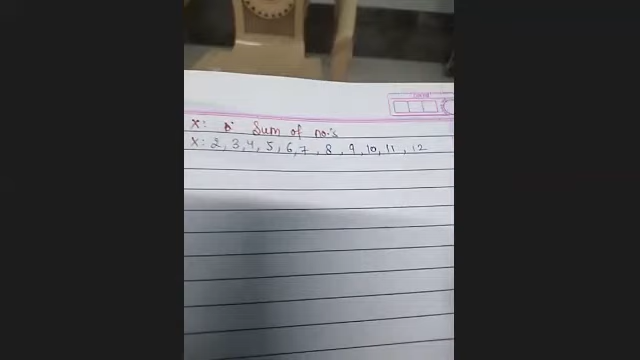 X: Sum of no.s
X: 2, 3, 4, 5, 6, 7, 8, 9, 10, 11, 12